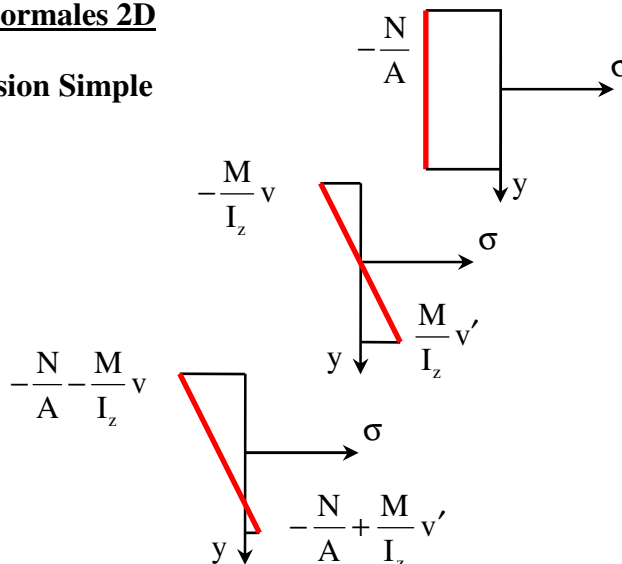 ormales 2D
sion Simple
−N/A
σ
y
−M/I_z v
σ
M/I_z v′
y
−N/A −M/I_z v
σ
−N/A + M/I_z v′
y